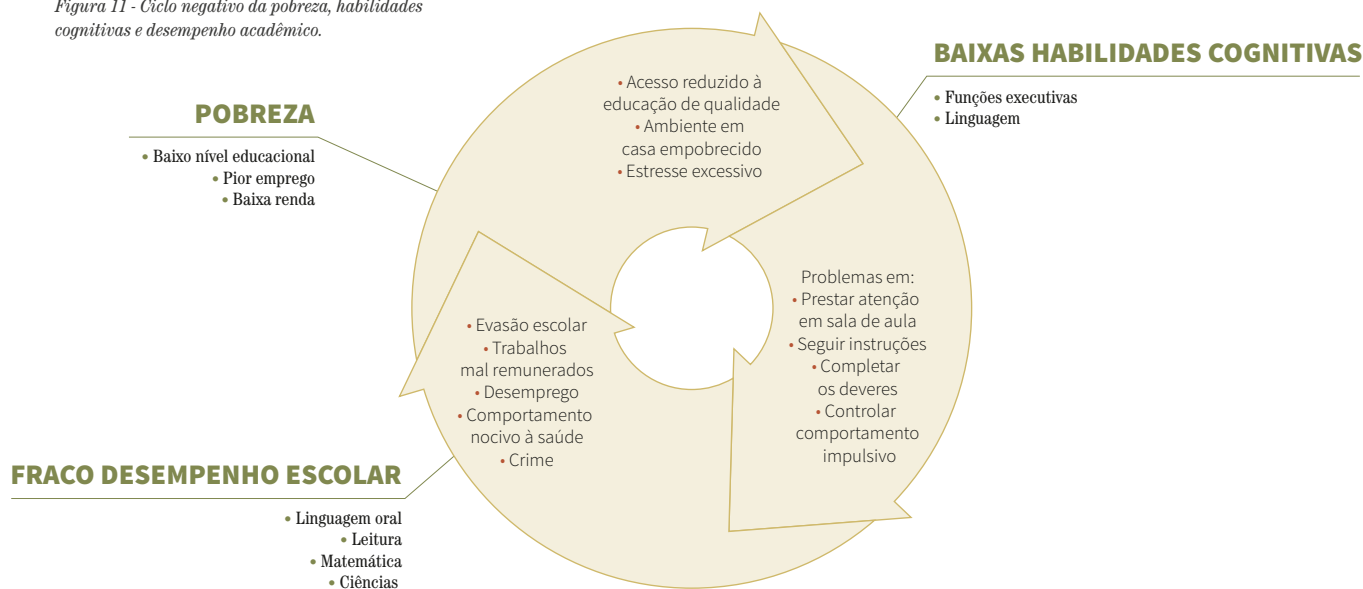 Figura 11 - Ciclo negativo da pobreza, habilidades
cognitivas e desempenho acadêmico.
POBREZA
• Baixo nível educacional
• Pior emprego
• Baixa renda
• Acesso reduzido à
educação de qualidade
• Ambiente em
casa empobrecido
• Estresse excessivo
BAIXAS HABILIDADES COGNITIVAS
• Funções executivas
• Linguagem
Problemas em:
• Prestar atenção
em sala de aula
• Seguir instruções
• Completar
os deveres
• Controlar
comportamento
impulsivo
FRACO DESEMPENHO ESCOLAR
• Linguagem oral
• Leitura
• Matemática
• Ciências
• Evasão escolar
• Trabalhos
mal remunerados
• Desemprego
• Comportamento
nocivo à saúde
• Crime